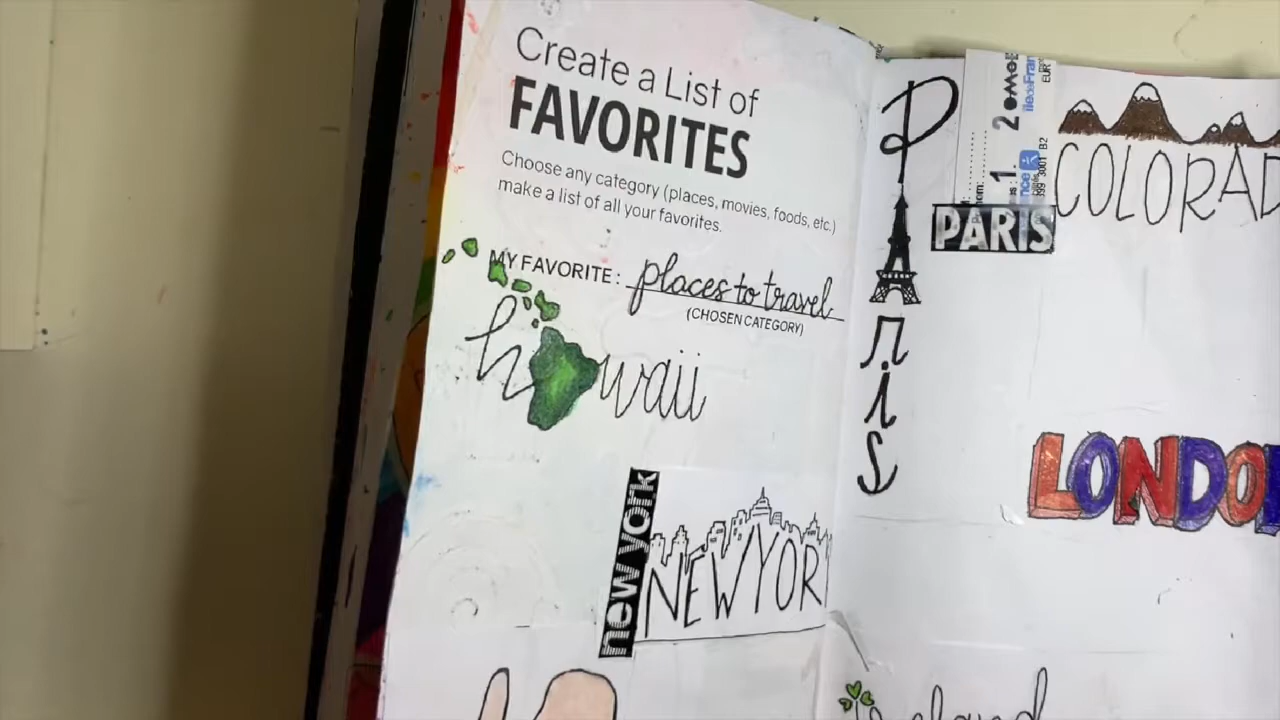 Create a List of
FAVORITES
Choose any category (places, movies, foods, etc.)
make a list of all your favorites.
MY FAVORITE: places to travel
(CHOSEN CATEGORY)
hawaii
new york
NEWYOR
PARIS
PARIS
COLORAD
LONDO